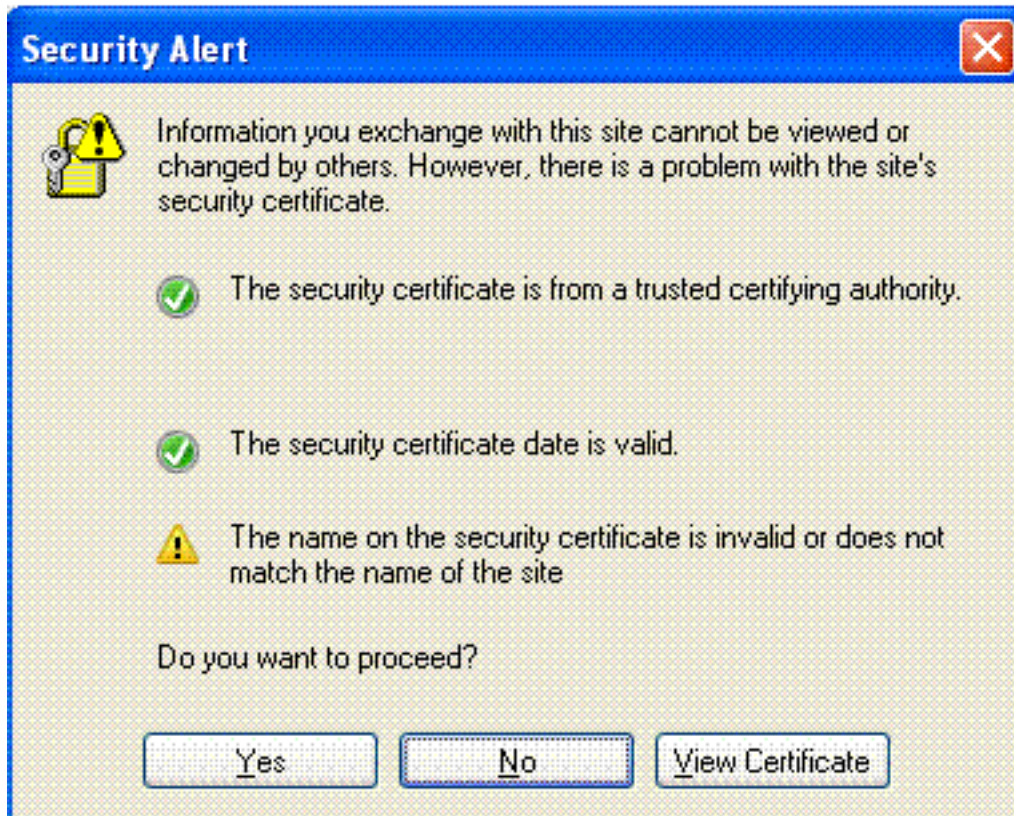 Security Alert
Information you exchange with this site cannot be viewed or
changed by others. However, there is a problem with the site's
security certificate.
The security certificate is from a trusted certifying authority.
The security certificate date is valid.
The name on the security certificate is invalid or does not
match the name of the site
Do you want to proceed?
Yes No View Certificate